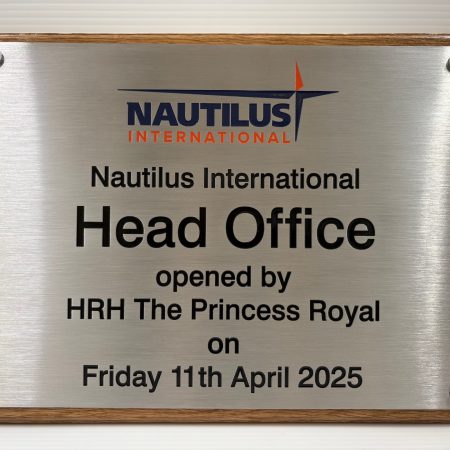 NAUTILUS
INTERNATIONAL
Nautilus International
Head Office
opened by
HRH The Princess Royal
on
Friday 11th April 2025